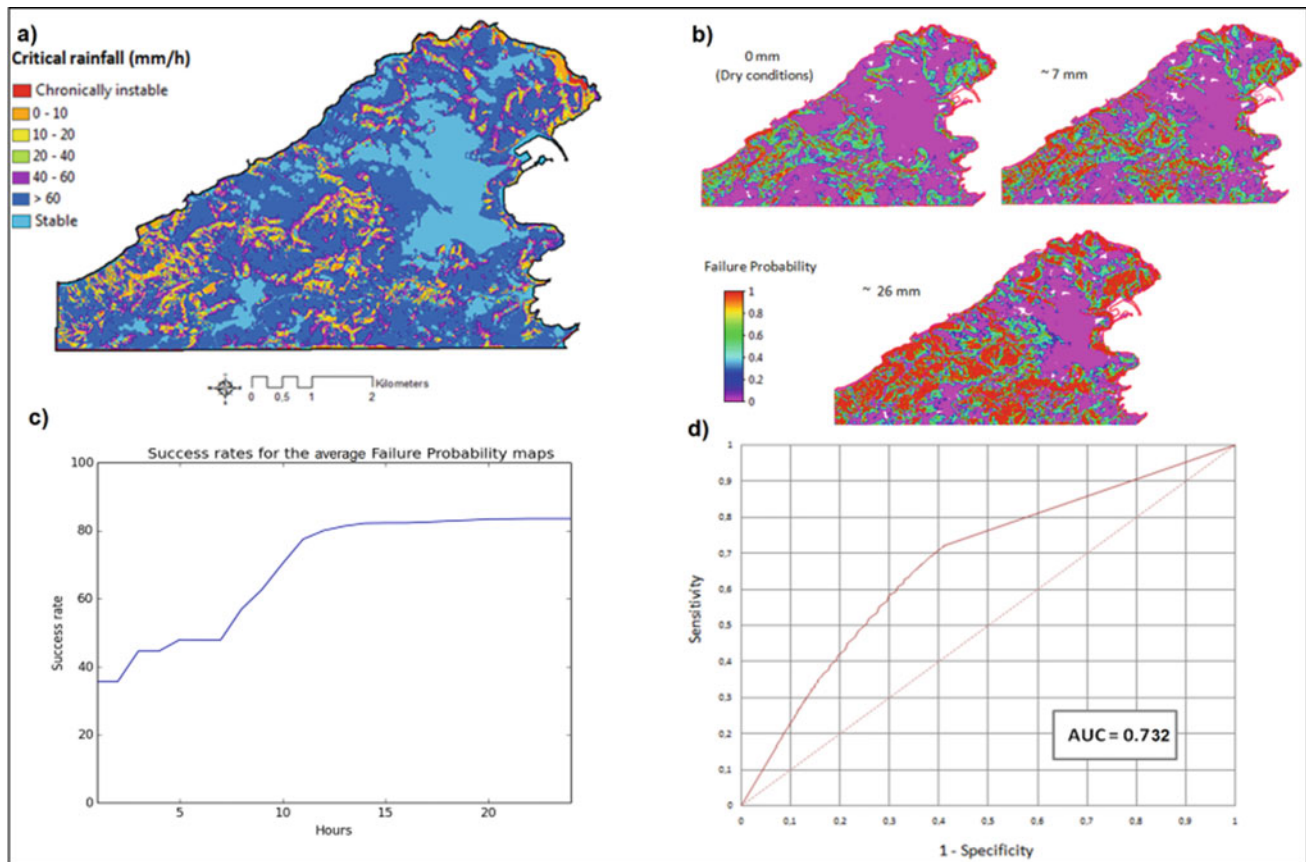 a)
Critical rainfall (mm/h)
Chronically instable
0 - 10
10 - 20
20 - 40
40 - 60
> 60
Stable
0 0,5 1 2
Kilometers
b)
0 mm
(Dry conditions)
~ 7 mm
~ 26 mm
Failure Probability
1
0.8
0.6
0.4
0.2
0
c)
Success rates for the average Failure Probability maps
100
80
60
40
20
0
Success rate
5 10 15 20
Hours
d)
1
0,9
0,8
0,7
0,6
0,5
0,4
0,3
0,2
0,1
0
Sensitivity
AUC = 0.732
0 0,1 0,2 0,3 0,4 0,5 0,6 0,7 0,8 0,9 1
1 - Specificity